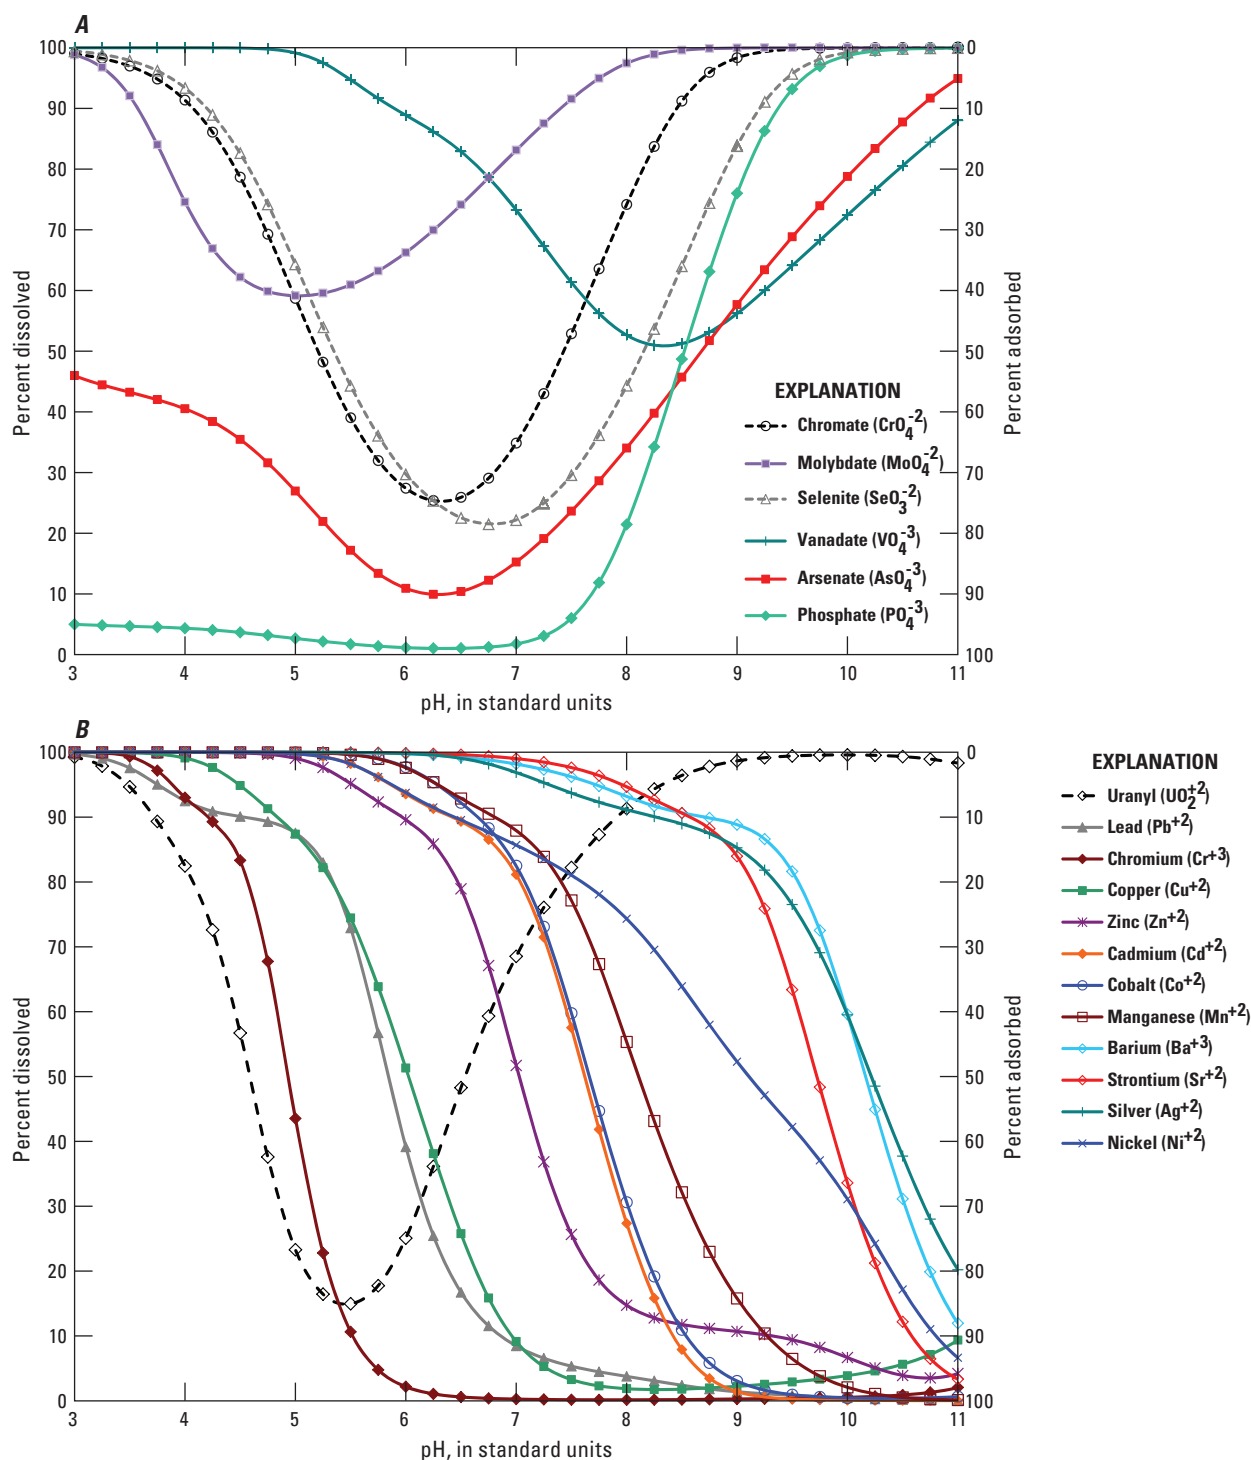 A
100
90
80
70
60
50
40
30
20
10
0
Percent dissolved
0
10
20
30
40
50
60
70
80
90
100
Percent adsorbed
EXPLANATION
Chromate (CrO4-2)
Molybdate (MoO4-2)
Selenite (SeO3-2)
Vanadate (VO4-3)
Arsenate (AsO4-3)
Phosphate (PO4-3)
3 4 5 6 7 8 9 10 11
pH, in standard units
B
100
90
80
70
60
50
40
30
20
10
0
Percent dissolved
0
10
20
30
40
50
60
70
80
90
100
Percent adsorbed
3 4 5 6 7 8 9 10 11
pH, in standard units
EXPLANATION
Uranyl (UO2+2)
Lead (Pb+2)
Chromium (Cr+3)
Copper (Cu+2)
Zinc (Zn+2)
Cadmium (Cd+2)
Cobalt (Co+2)
Manganese (Mn+2)
Barium (Ba+3)
Strontium (Sr+2)
Silver (Ag+2)
Nickel (Ni+2)